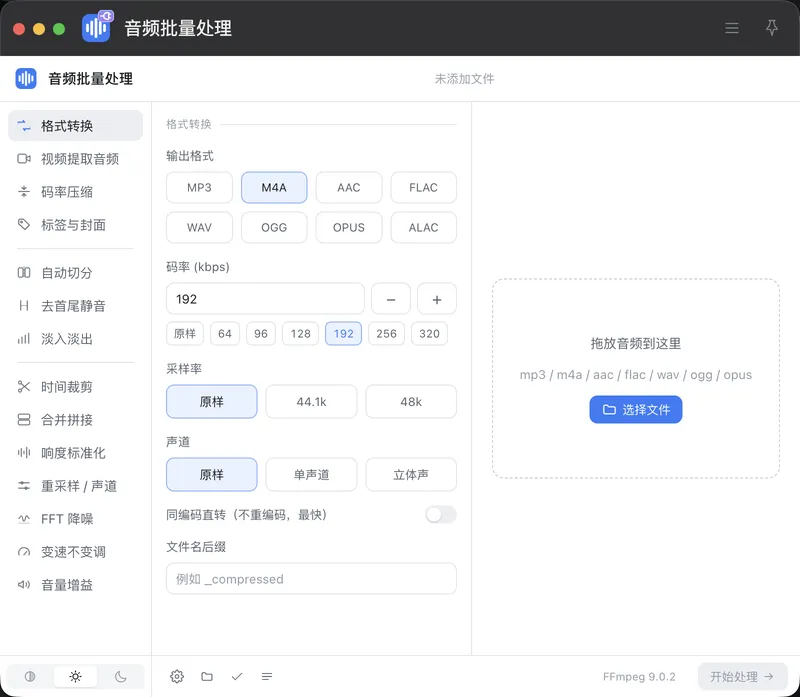 音频批量处理
音频批量处理
未添加文件
格式转换
视频提取音频
码率压缩
标签与封面
自动切分
去首尾静音
淡入淡出
时间裁剪
合并拼接
响度标准化
重采样 / 声道
FFT 降噪
变速不变调
音量增益
格式转换
输出格式
MP3 M4A AAC FLAC
WAV OGG OPUS ALAC
码率 (kbps)
192 − +
原样 64 96 128 192 256 320
采样率
原样 44.1k 48k
声道
原样 单声道 立体声
同编码直转（不重编码，最快）
文件名后缀
例如 _compressed
拖放音频到这里
mp3 / m4a / aac / flac / wav / ogg / opus
选择文件
FFmpeg 9.0.2
开始处理 →